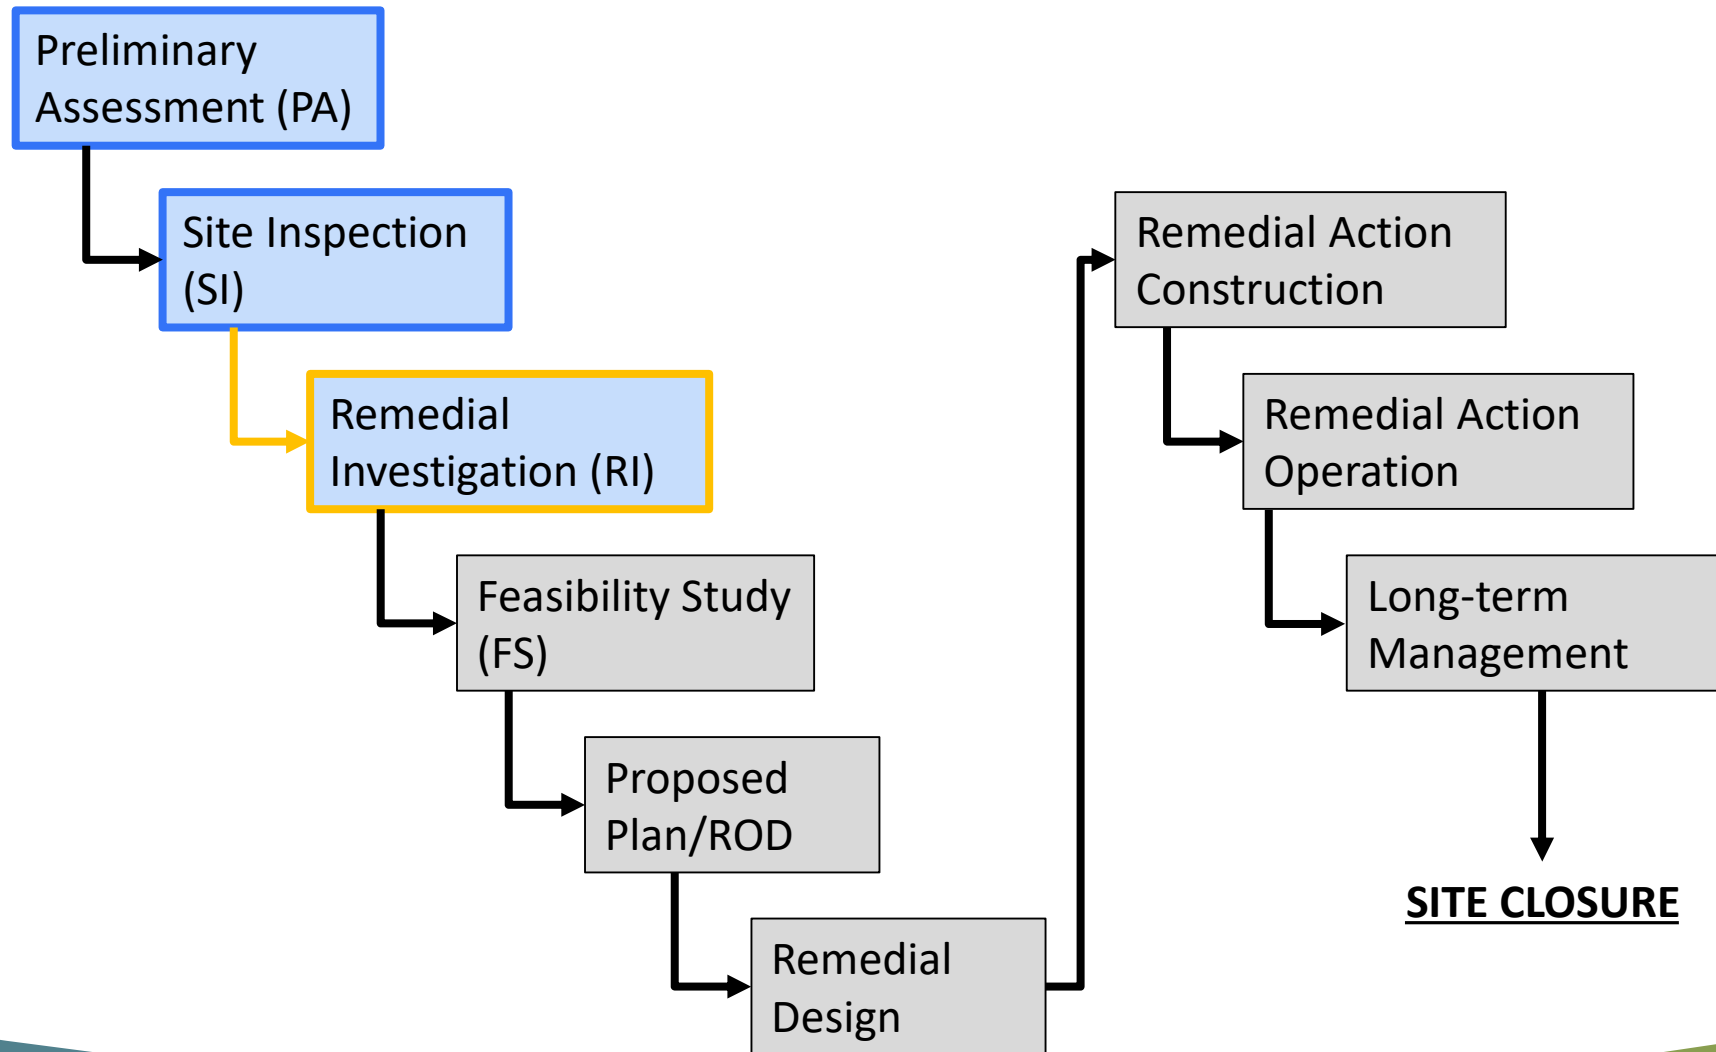 Preliminary
Assessment (PA)
Site Inspection
(SI)
Remedial
Investigation (RI)
Feasibility Study
(FS)
Proposed
Plan/ROD
Remedial
Design
Remedial Action
Construction
Remedial Action
Operation
Long-term
Management
SITE CLOSURE